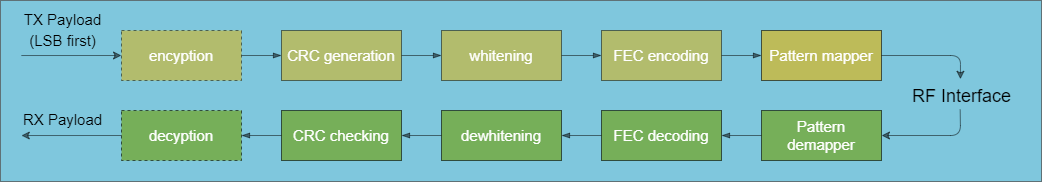 TX Payload
(LSB first)
encyption
CRC generation
whitening
FEC encoding
Pattern mapper
RF Interface
RX Payload
decyption
CRC checking
dewhitening
FEC decoding
Pattern
demapper